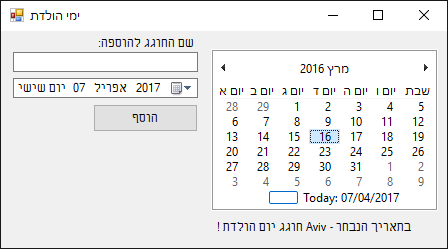 ימי הולדת
שם החוגג להוספה:
יום שישי 07 אפריל 2017
הוסף
מרץ 2016
יום א יום ב יום ג יום ד יום ה יום ו שבת
28 29 1 2 3 4 5
6 7 8 9 10 11 12
13 14 15 16 17 18 19
20 21 22 23 24 25 26
27 28 29 30 31 1 2
3 4 5 6 7 8 9
Today: 07/04/2017
בתאריך הנבחר - Aviv חוגג יום הולדת !